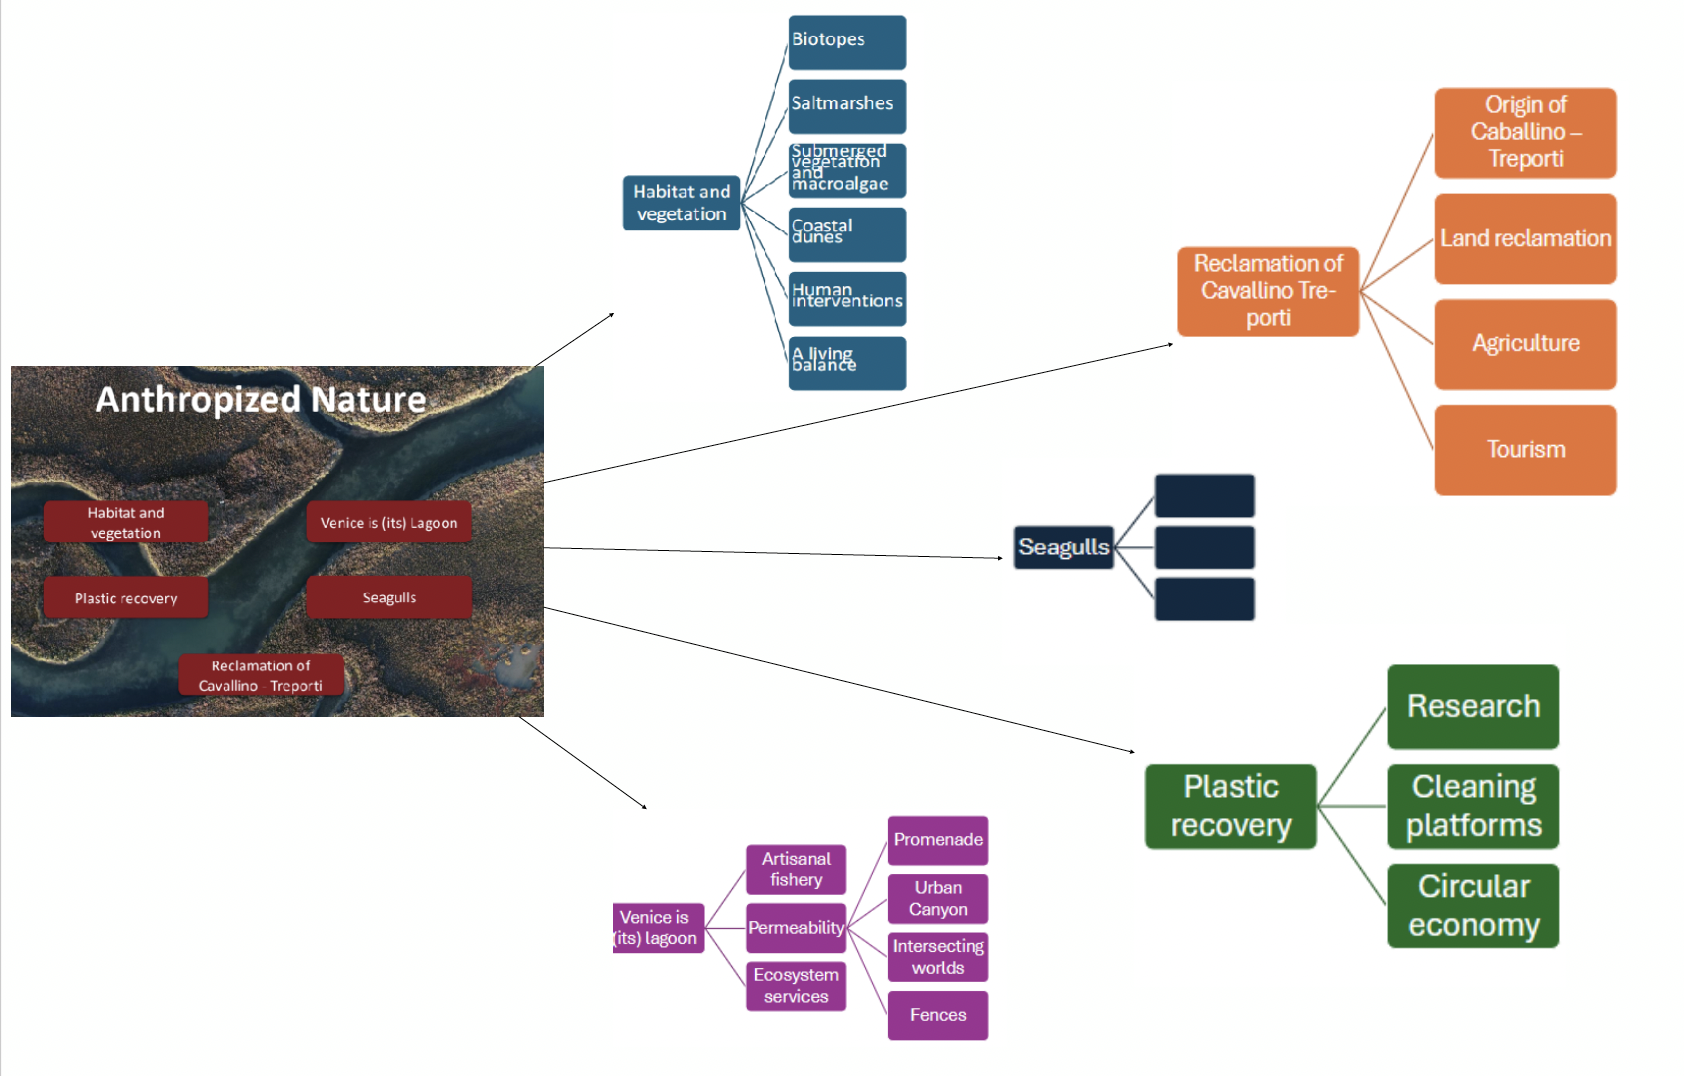 Anthropized Nature
Habitat and
vegetation
Venice is (its) Lagoon
Plastic recovery
Seagulls
Reclamation of
Cavallino - Treporti
Habitat and
vegetation
Biotopes
Saltmarshes
Submerged
vegetation
and
macroalgae
Coastal
dunes
Human
interventions
A living
balance
Reclamation of
Cavallino Tre-
porti
Origin of
Caballino –
Treporti
Land reclamation
Agriculture
Tourism
Seagulls
Plastic
recovery
Research
Cleaning
platforms
Circular
economy
Venice is
(its) lagoon
Artisanal
fishery
Permeability
Ecosystem
services
Promenade
Urban
Canyon
Intersecting
worlds
Fences